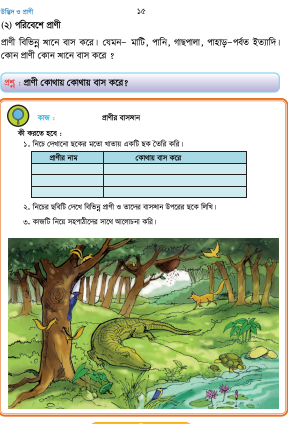 উদ্ভিদ ও প্রাণী
১৫
(২) পরিবেশে প্রাণী
প্রাণী বিভিন্ন স্থানে বাস করে। যেমন– মাটি, পানি, গাছপালা, পাহাড়-পর্বত ইত্যাদি।
কোন প্রাণী কোন স্থানে বাস করে ?
প্রশ্ন : প্রাণী কোথায় কোথায় বাস করে?
কাজ : প্রাণীর বাসস্থান
কী করতে হবে :
১. নিচে দেখানো ছকের মতো খাতায় একটি ছক তৈরি করি।
প্রাণীর নাম কোথায় বাস করে
২. নিচের ছবিটি দেখে বিভিন্ন প্রাণী ও তাদের বাসস্থান উপরের ছকে লিখি।
৩. কাজটি নিয়ে সহপাঠীদের সাথে আলোচনা করি।